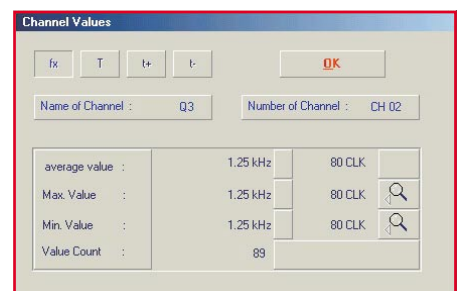 Channel Values
fx T t+ t- OK
Name of Channel : Q3 Number of Channel : CH 02
average value : 1.25 kHz 80 CLK
Max. Value : 1.25 kHz 80 CLK
Min. Value : 1.25 kHz 80 CLK
Value Count : 89